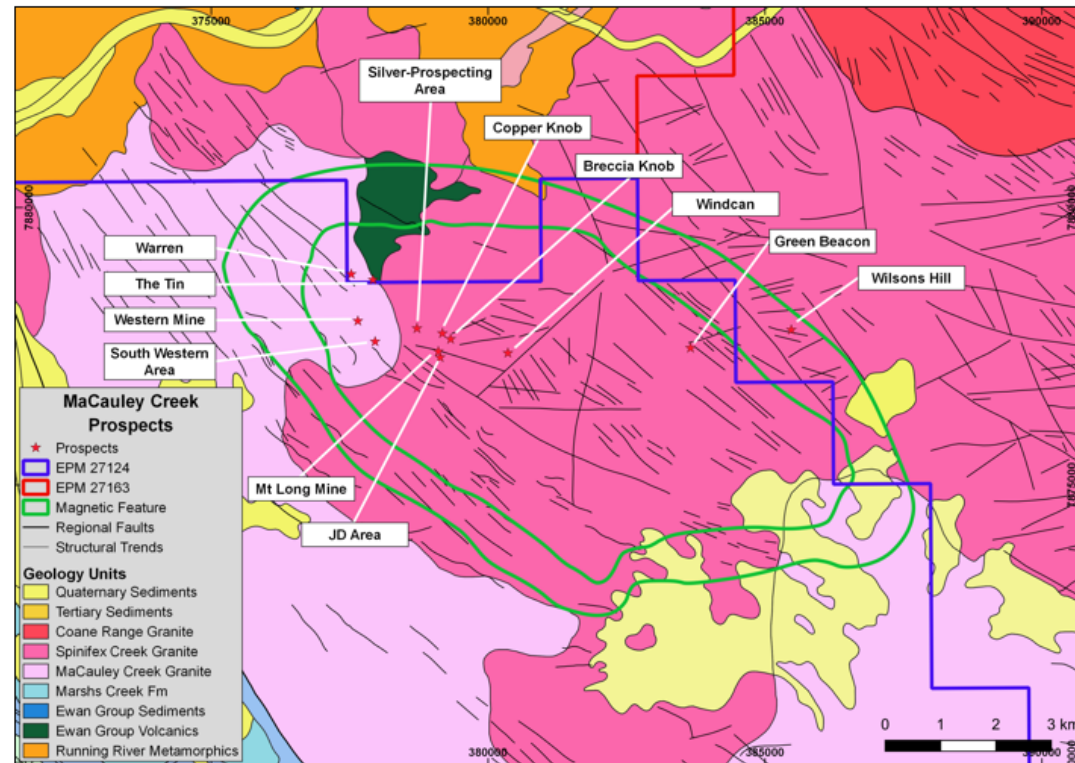 375000
380000
385000
390000
Silver-Prospecting
Area
Copper Knob
Breccia Knob
Windcan
Green Beacon
Wilsons Hill
7880000
Warren
The Tin
Western Mine
South Western
Area
Mt Long Mine
JD Area
7875000
MaCauley Creek
Prospects
Prospects
EPM 27124
EPM 27163
Magnetic Feature
Regional Faults
Structural Trends
Geology Units
Quaternary Sediments
Tertiary Sediments
Coane Range Granite
Spinifex Creek Granite
MaCauley Creek Granite
Marshs Creek Fm
Ewan Group Sediments
Ewan Group Volcanics
Running River Metamorphics
0 1 2 3 km
380000
385000